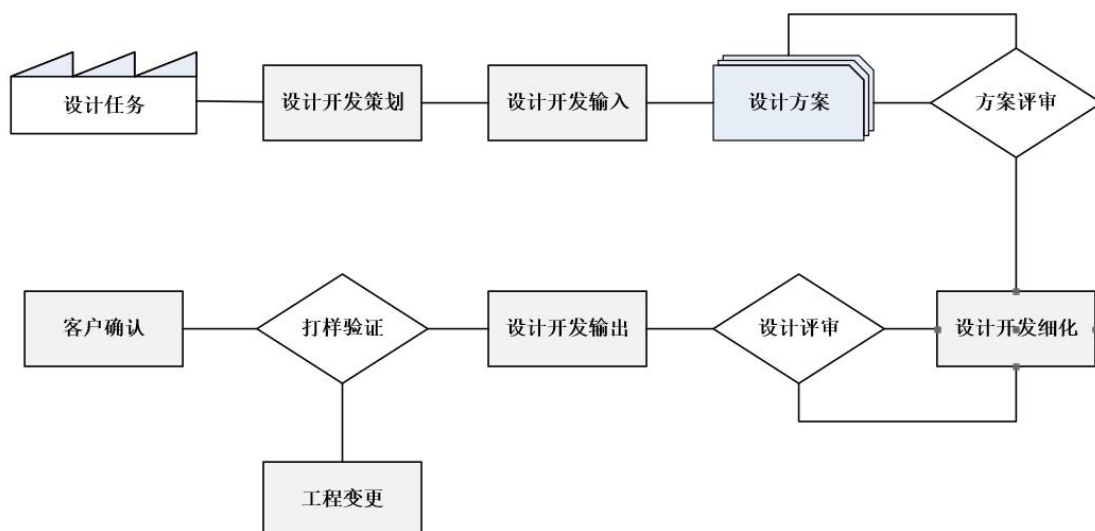 设计任务
设计开发策划
设计开发输入
设计方案
方案评审
客户确认
打样验证
设计开发输出
设计评审
设计开发细化
工程变更